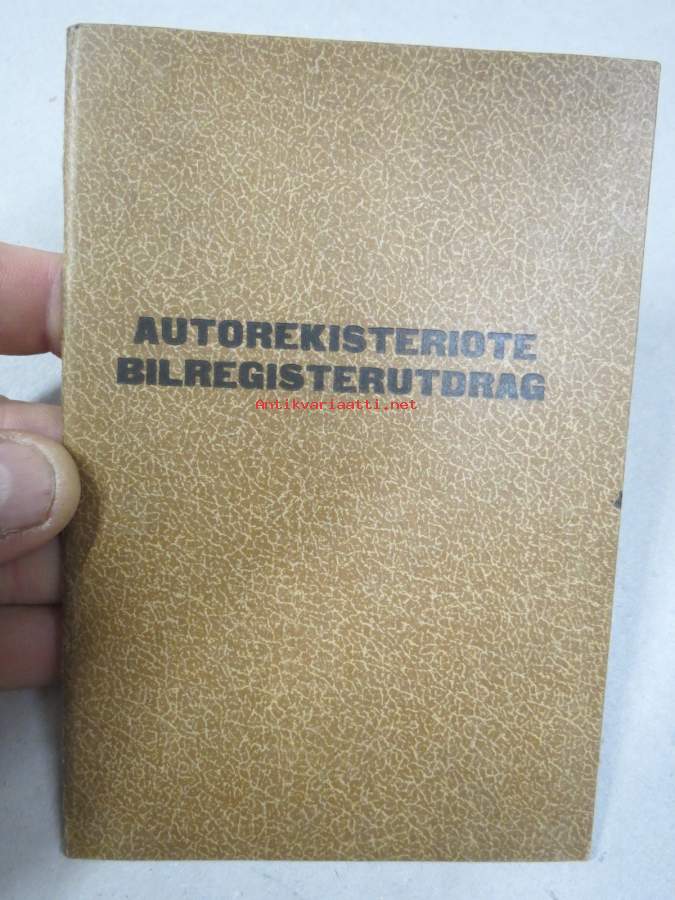 AUTOREKISTERIOTE
BILREGISTERUTDRAG
Antikvariaatti.net